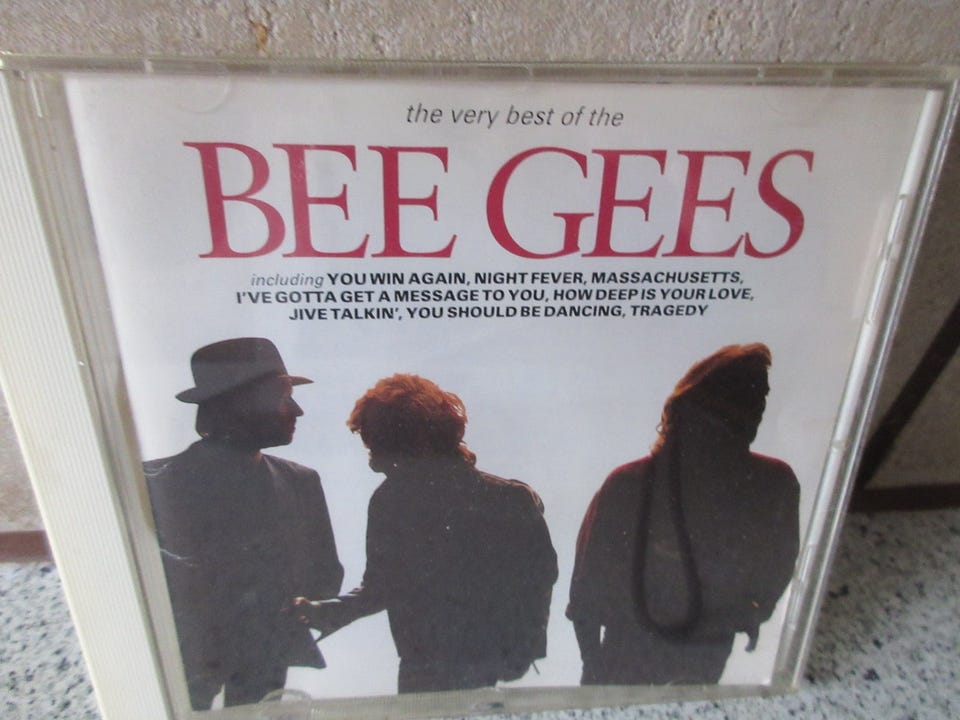 the very best of the
BEE GEES
including YOU WIN AGAIN, NIGHT FEVER, MASSACHUSETTS,
I'VE GOTTA GET A MESSAGE TO YOU, HOW DEEP IS YOUR LOVE,
JIVE TALKIN', YOU SHOULD BE DANCING, TRAGEDY